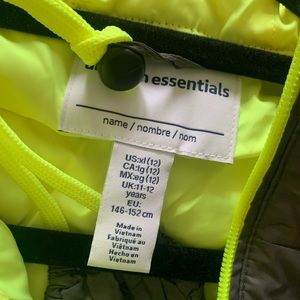 essentials
name / nombre / nom
US:xl (12)
CA:lg (12)
MX:eg (12)
UK:11-12
years
EU:
146-152 cm
Made in
Vietnam
Fabriqué au
Viêtnam
Hecho en
Vietnam